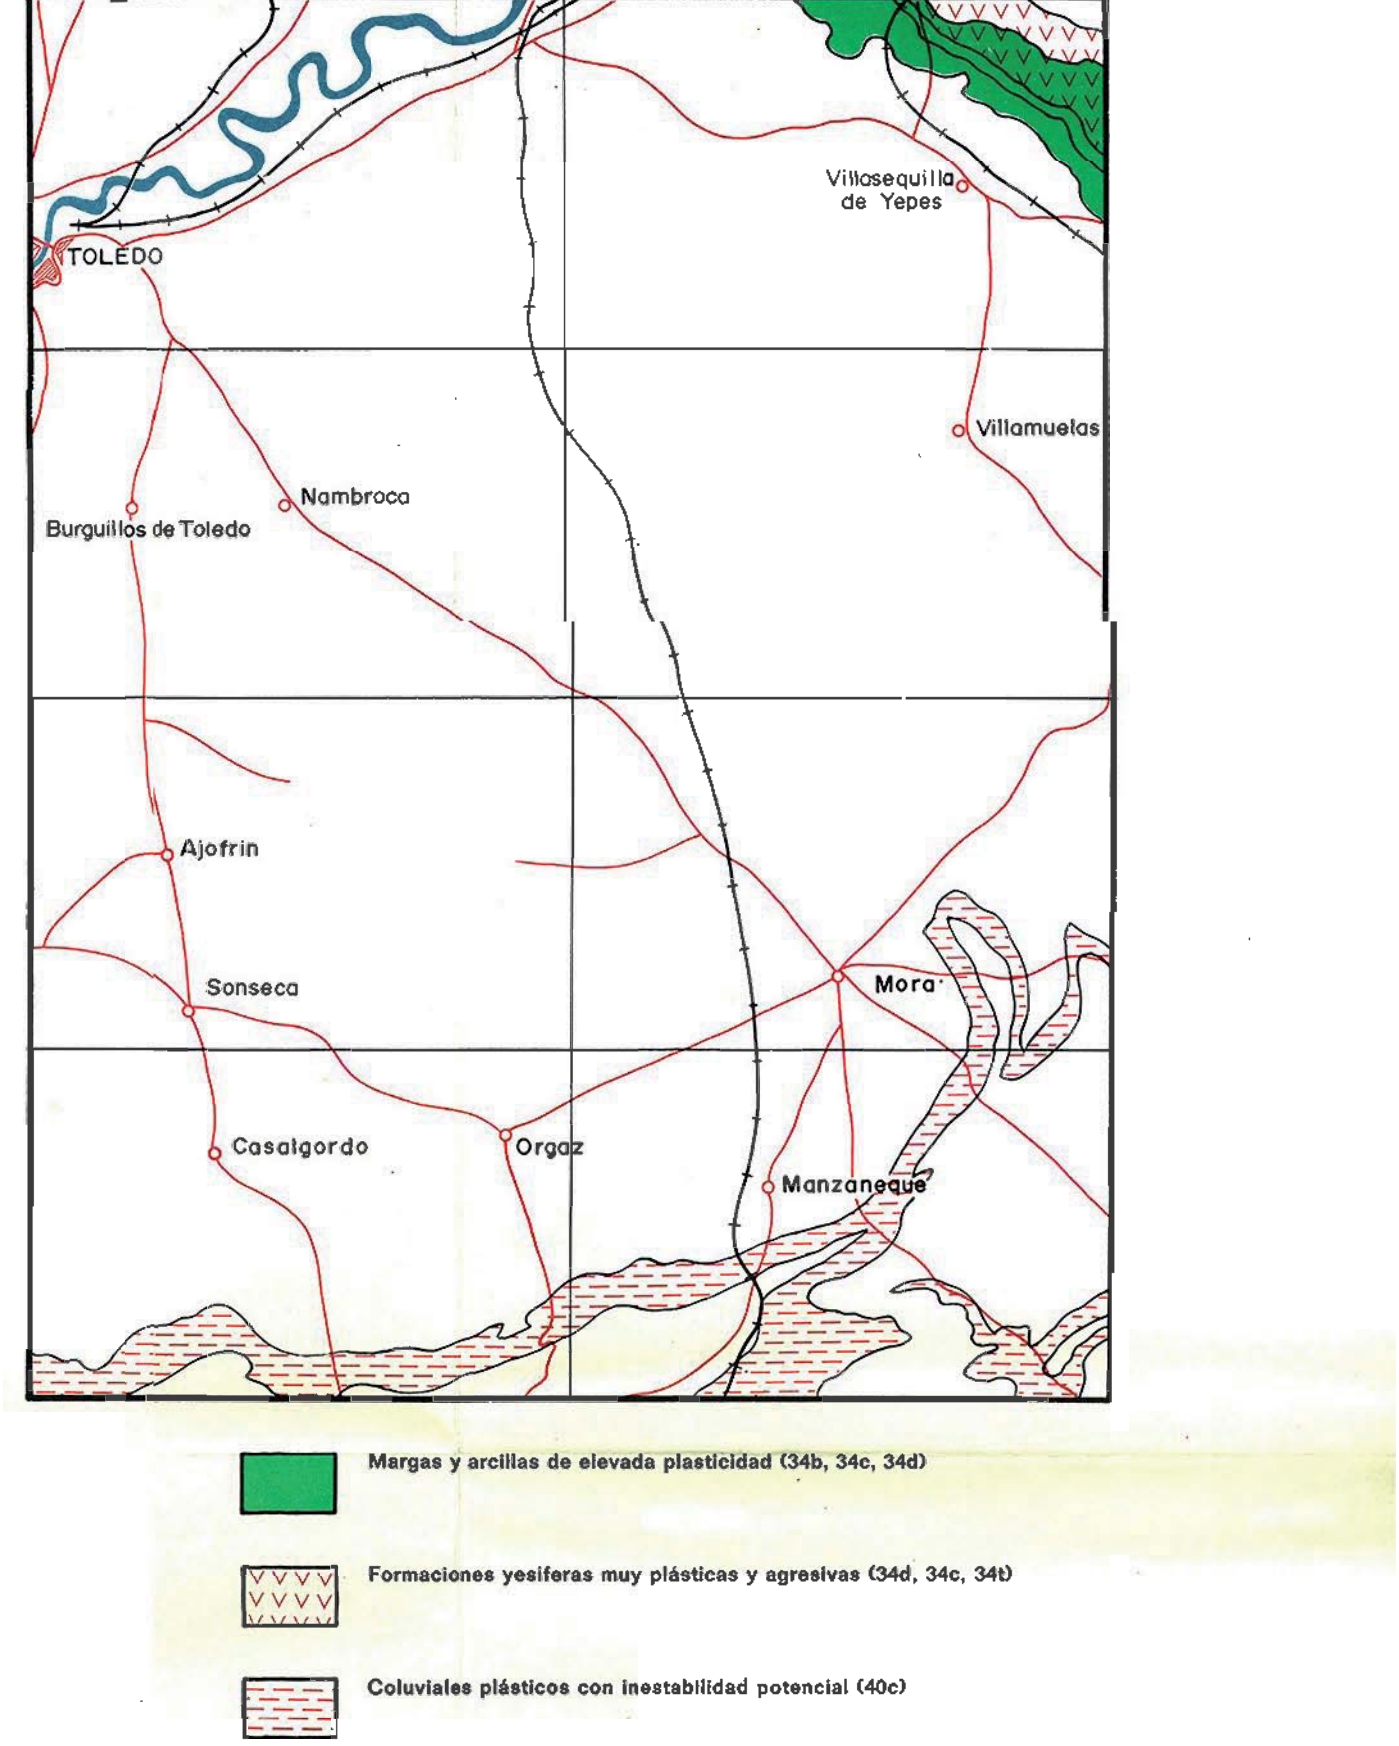 Villasequilla
de Yepes
TOLEDO
Villamuelas
Nambroca
Burguillos de Toledo
Ajofrin
Sonseca
Mora
Casalgordo
Orgaz
Manzaneque
Margas y arcillas de elevada plasticidad (34b, 34c, 34d)
Formaciones yesiferas muy plásticas y agresivas (34d, 34c, 34t)
Coluviales plásticos con inestabilidad potencial (40c)